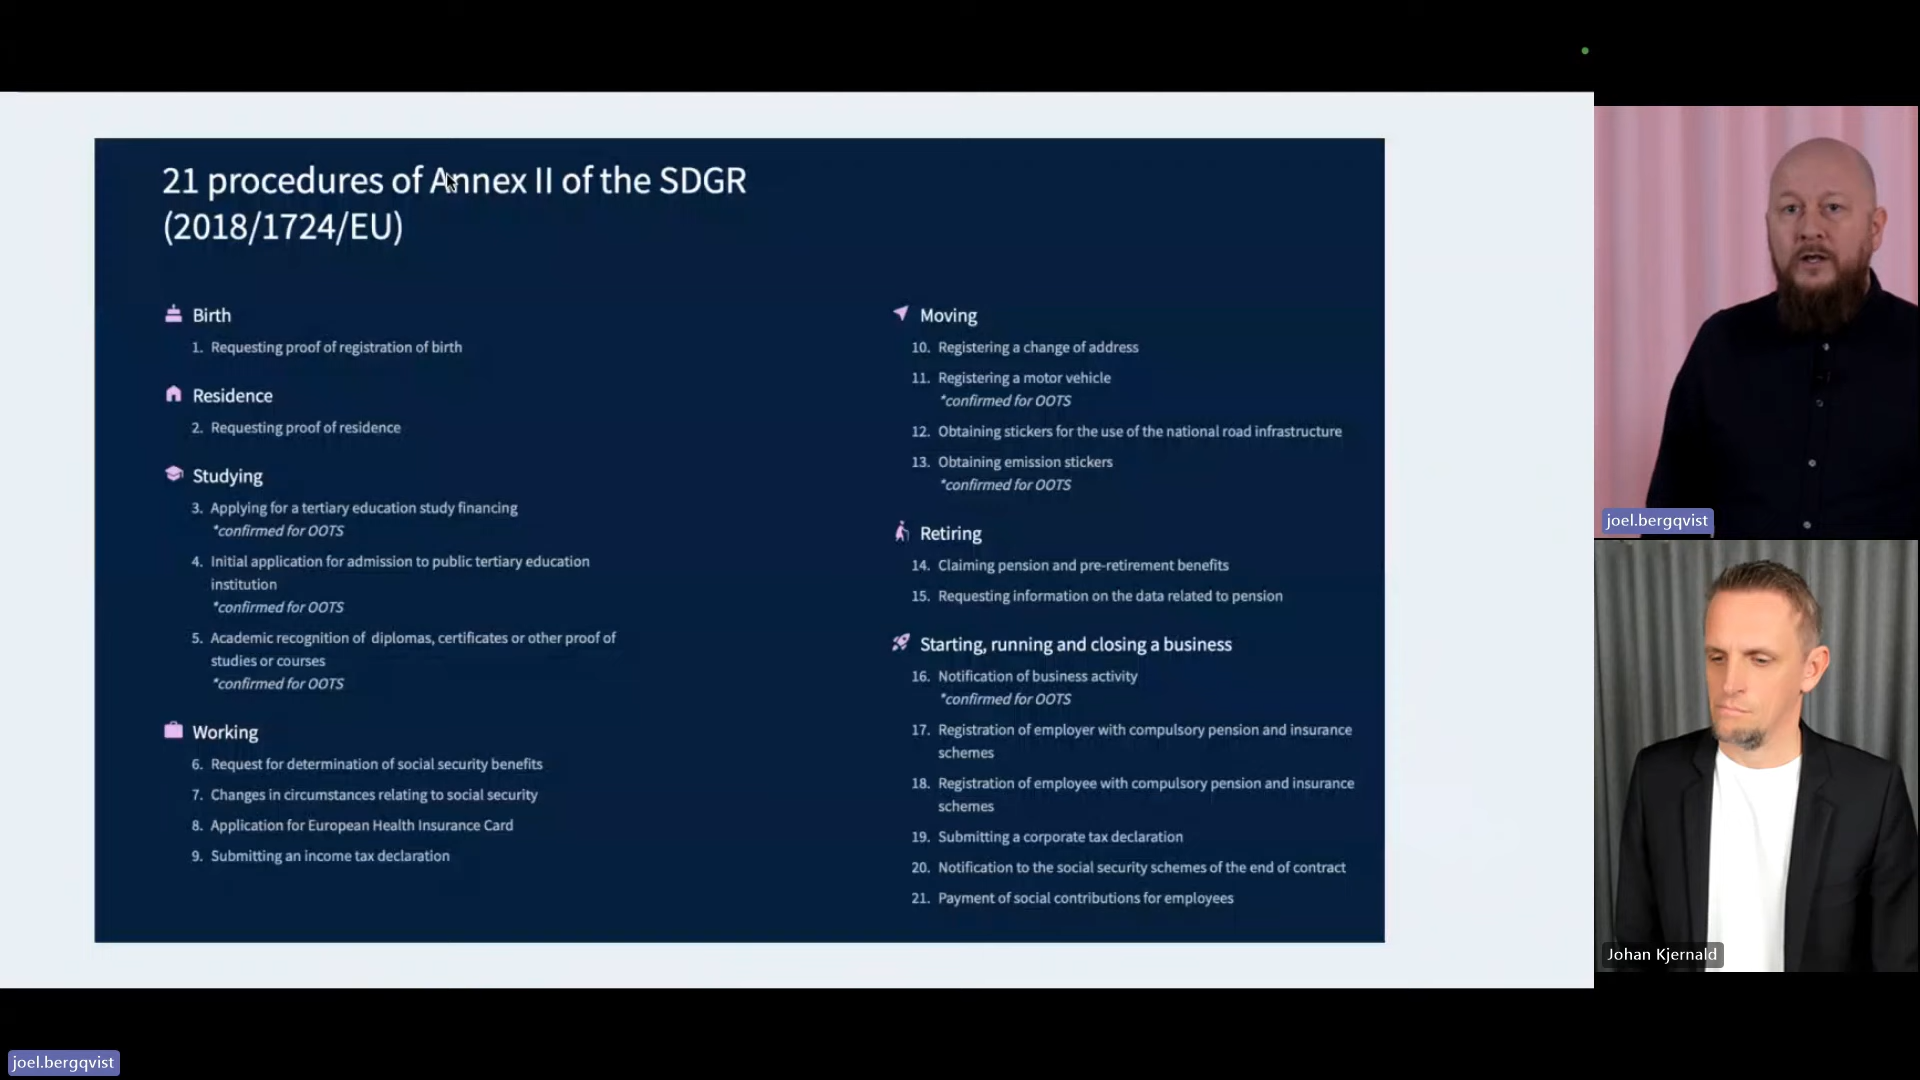 21 procedures of Annex II of the SDGR
(2018/1724/EU)
Birth
1. Requesting proof of registration of birth
Residence
2. Requesting proof of residence
Studying
3. Applying for a tertiary education study financing
*confirmed for OOTS
4. Initial application for admission to public tertiary education
institution
*confirmed for OOTS
5. Academic recognition of diplomas, certificates or other proof of
studies or courses
*confirmed for OOTS
Working
6. Request for determination of social security benefits
7. Changes in circumstances relating to social security
8. Application for European Health Insurance Card
9. Submitting an income tax declaration
Moving
10. Registering a change of address
11. Registering a motor vehicle
*confirmed for OOTS
12. Obtaining stickers for the use of the national road infrastructure
13. Obtaining emission stickers
*confirmed for OOTS
Retiring
14. Claiming pension and pre-retirement benefits
15. Requesting information on the data related to pension
Starting, running and closing a business
16. Notification of business activity
*confirmed for OOTS
17. Registration of employer with compulsory pension and insurance
schemes
18. Registration of employee with compulsory pension and insurance
schemes
19. Submitting a corporate tax declaration
20. Notification to the social security schemes of the end of contract
21. Payment of social contributions for employees
joel.bergqvist
Johan Kjernald
joel.bergqvist